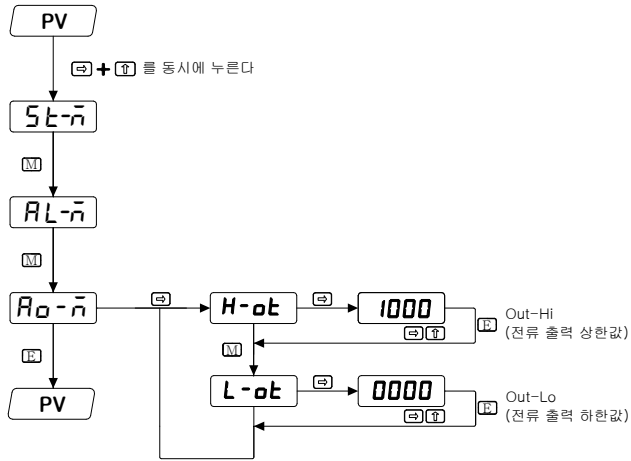 PV
⇨ + ⇧ 를 동시에 누른다
St-m̄
M
AL-m̄
M
Ao-m̄
⇨
H-ot
⇨
1000
⇨ ⇧
E
Out-Hi
(전류 출력 상한값)
M
L-ot
⇨
0000
⇨ ⇧
E
Out-Lo
(전류 출력 하한값)
E
PV